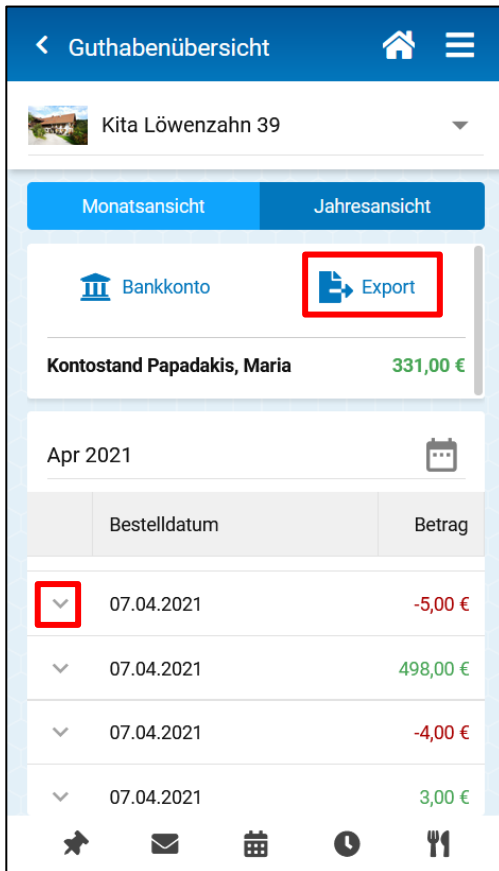 Guthabenübersicht
Kita Löwenzahn 39
Monatsansicht Jahresansicht
Bankkonto Export
Kontostand Papadakis, Maria 331,00 €
Apr 2021
Bestelldatum Betrag
07.04.2021 -5,00 €
07.04.2021 498,00 €
07.04.2021 -4,00 €
07.04.2021 3,00 €